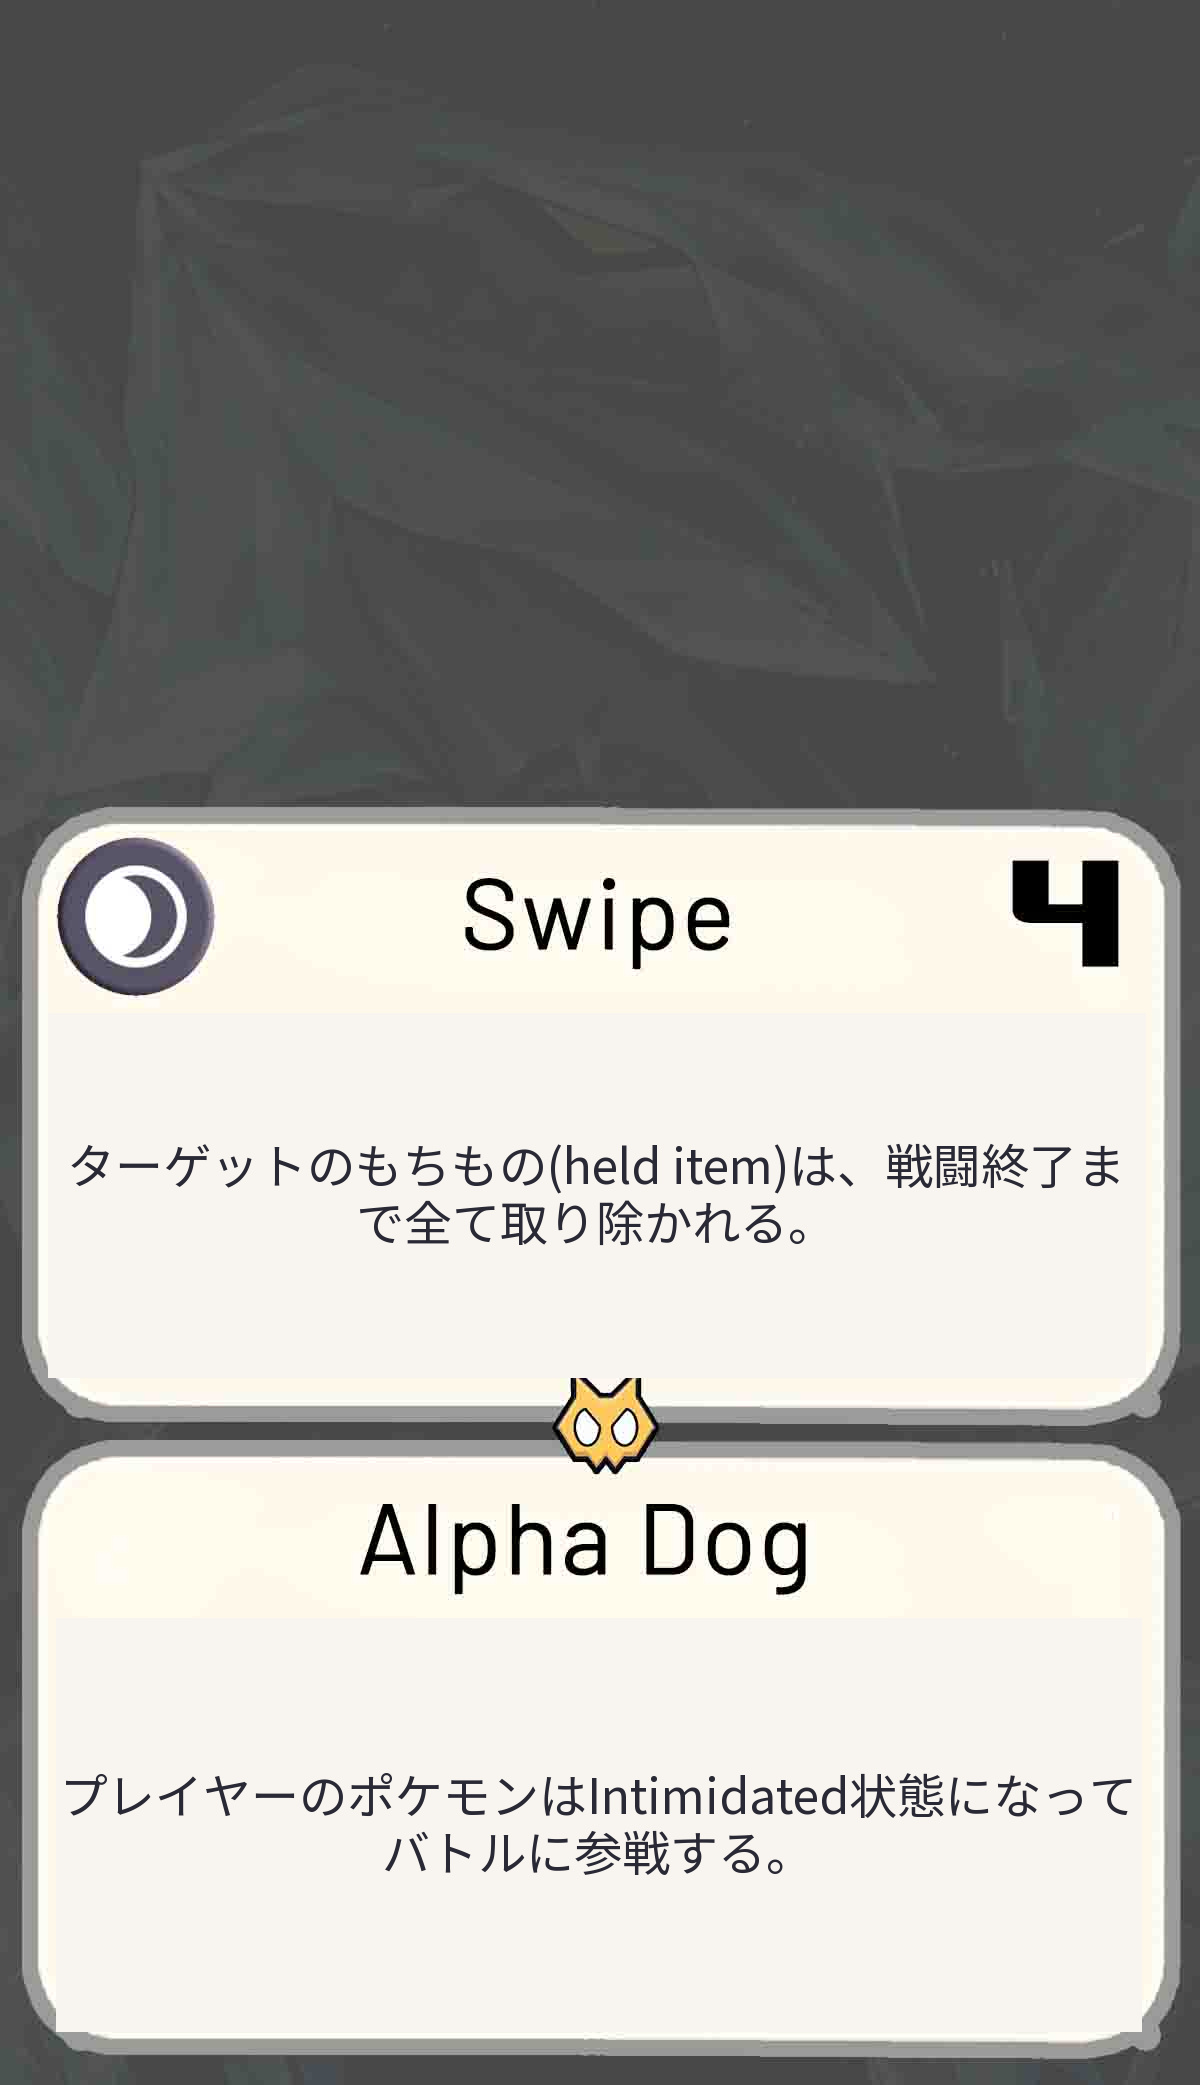 Swipe
4
ターゲットのもちもの(held item)は、戦闘終了ま
で全て取り除かれる。
Alpha Dog
プレイヤーのポケモンはIntimidated状態になって
バトルに参戦する。